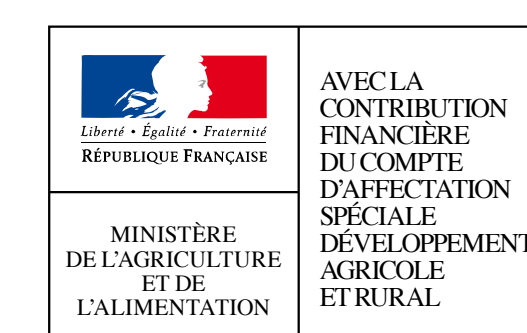 Liberté • Égalité • Fraternité
RÉPUBLIQUE FRANÇAISE
MINISTÈRE
DE L'AGRICULTURE
ET DE
L'ALIMENTATION
AVEC LA
CONTRIBUTION
FINANCIÈRE
DU COMPTE
D'AFFECTATION
SPÉCIALE
DÉVELOPPEMENT
AGRICOLE
ET RURAL